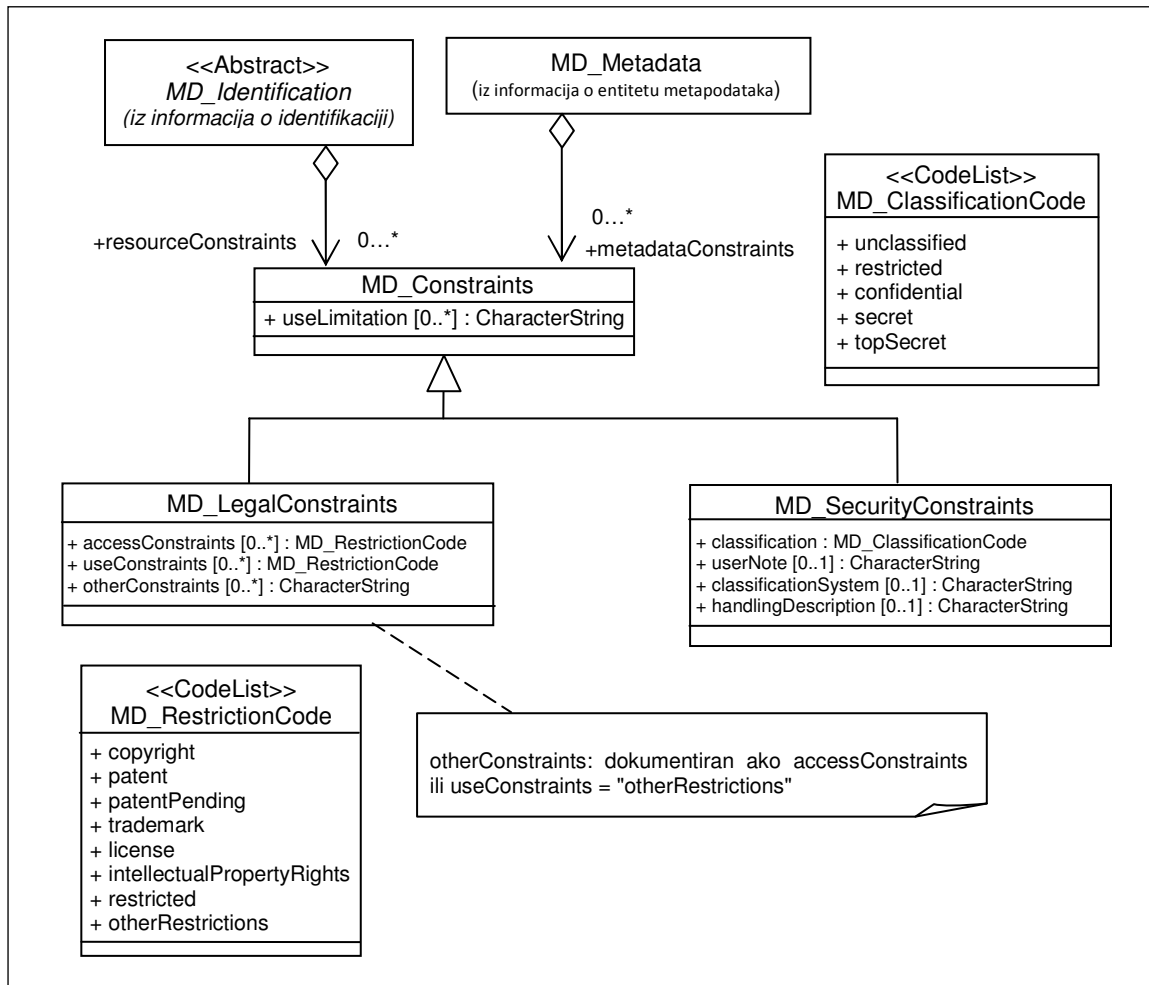 <<Abstract>>
MD_Identification
(iz informacija o identifikaciji)
MD_Metadata
(iz informacija o entitetu metapodataka)
<<CodeList>>
MD_ClassificationCode
+ unclassified
+ restricted
+ confidential
+ secret
+ topSecret
+resourceConstraints
0...*
0...*
+metadataConstraints
MD_Constraints
+ useLimitation [0..*] : CharacterString
MD_LegalConstraints
+ accessConstraints [0..*] : MD_RestrictionCode
+ useConstraints [0..*] : MD_RestrictionCode
+ otherConstraints [0..*] : CharacterString
MD_SecurityConstraints
+ classification : MD_ClassificationCode
+ userNote [0..1] : CharacterString
+ classificationSystem [0..1] : CharacterString
+ handlingDescription [0..1] : CharacterString
<<CodeList>>
MD_RestrictionCode
+ copyright
+ patent
+ patentPending
+ trademark
+ license
+ intellectualPropertyRights
+ restricted
+ otherRestrictions
otherConstraints: dokumentiran ako accessConstraints
ili useConstraints = "otherRestrictions"